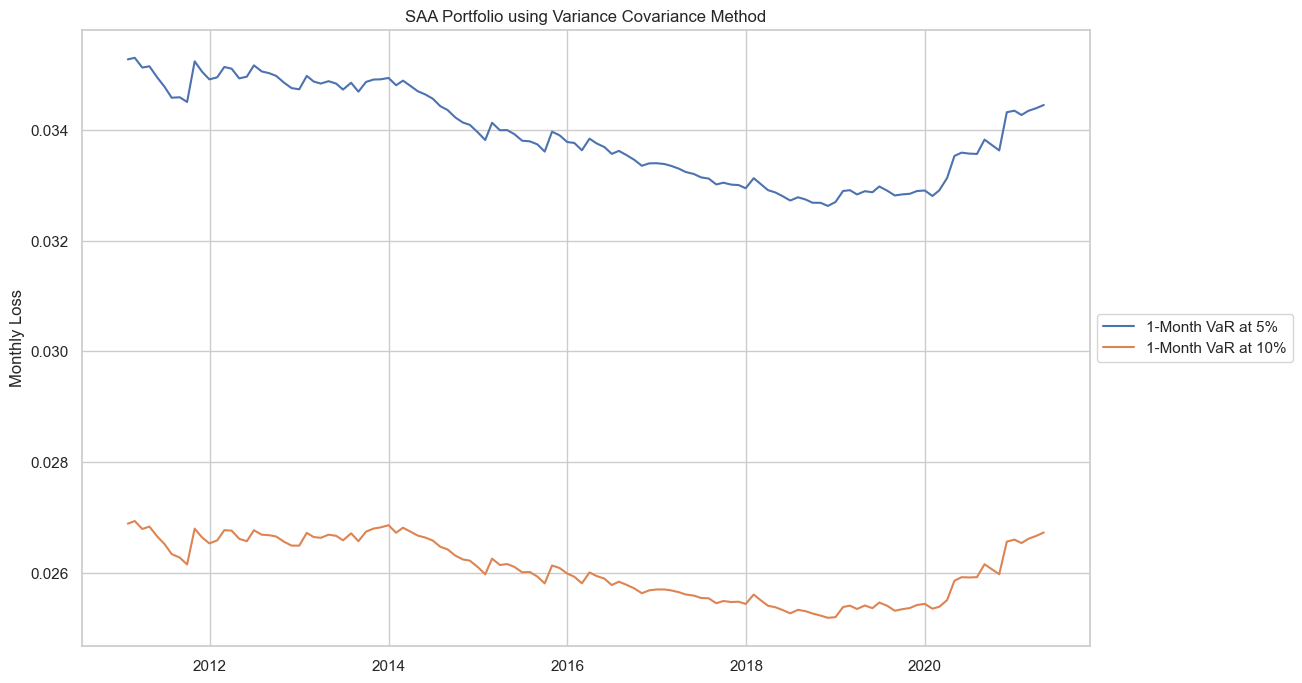 SAA Portfolio using Variance Covariance Method
Monthly Loss
0.034
0.032
0.030
0.028
0.026
2012
2014
2016
2018
2020
1-Month VaR at 5%
1-Month VaR at 10%